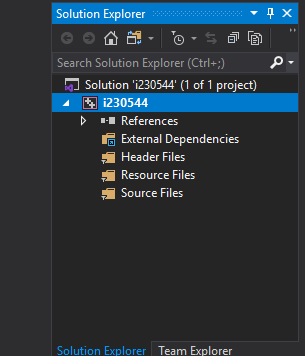 Solution Explorer
Search Solution Explorer (Ctrl+;)
Solution 'i230544' (1 of 1 project)
i230544
References
External Dependencies
Header Files
Resource Files
Source Files
Solution Explorer Team Explorer